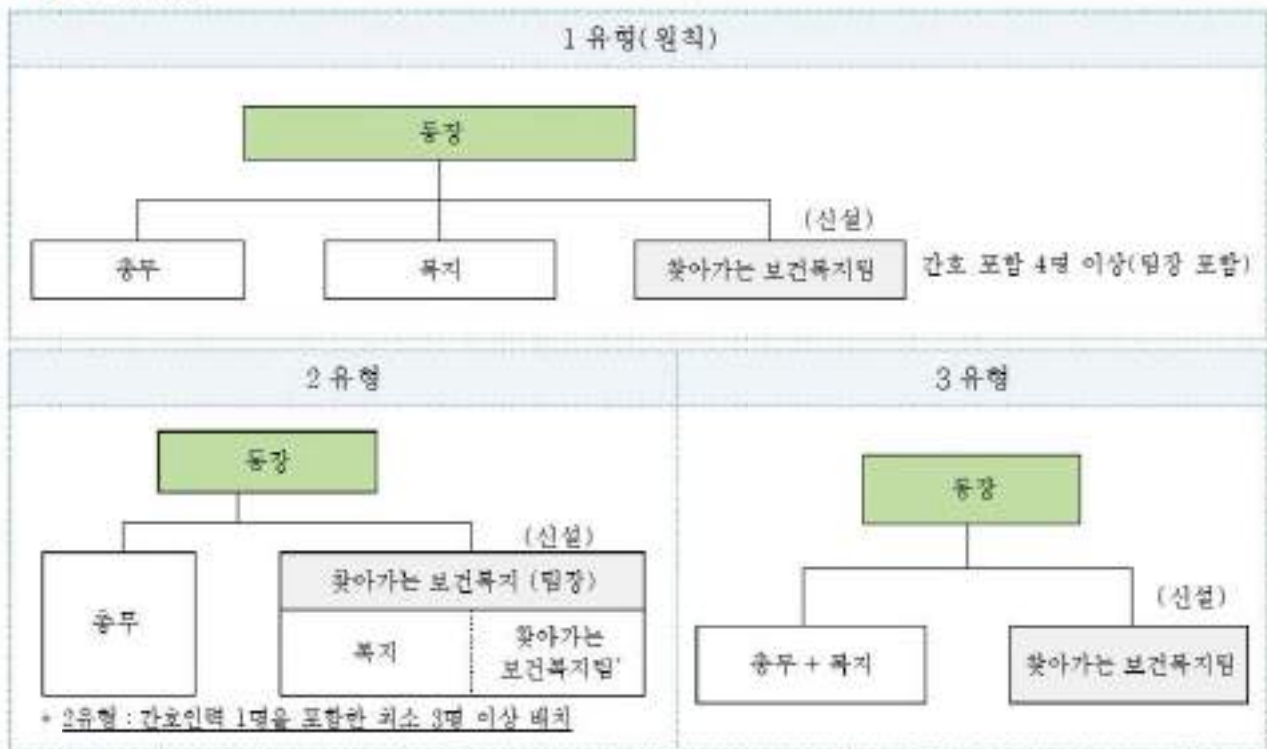 1 유형(원칙)
동장
(신설)
총무
복지
찾아가는 보건복지팀
간호 포함 4명 이상(팀장 포함)
2 유형
동장
(신설)
총무
찾아가는 보건복지 (팀장)
복지
찾아가는
보건복지팀*
* 2유형 : 간호인력 1명을 포함한 최소 3명 이상 배치
3 유형
동장
(신설)
총무 + 복지
찾아가는 보건복지팀